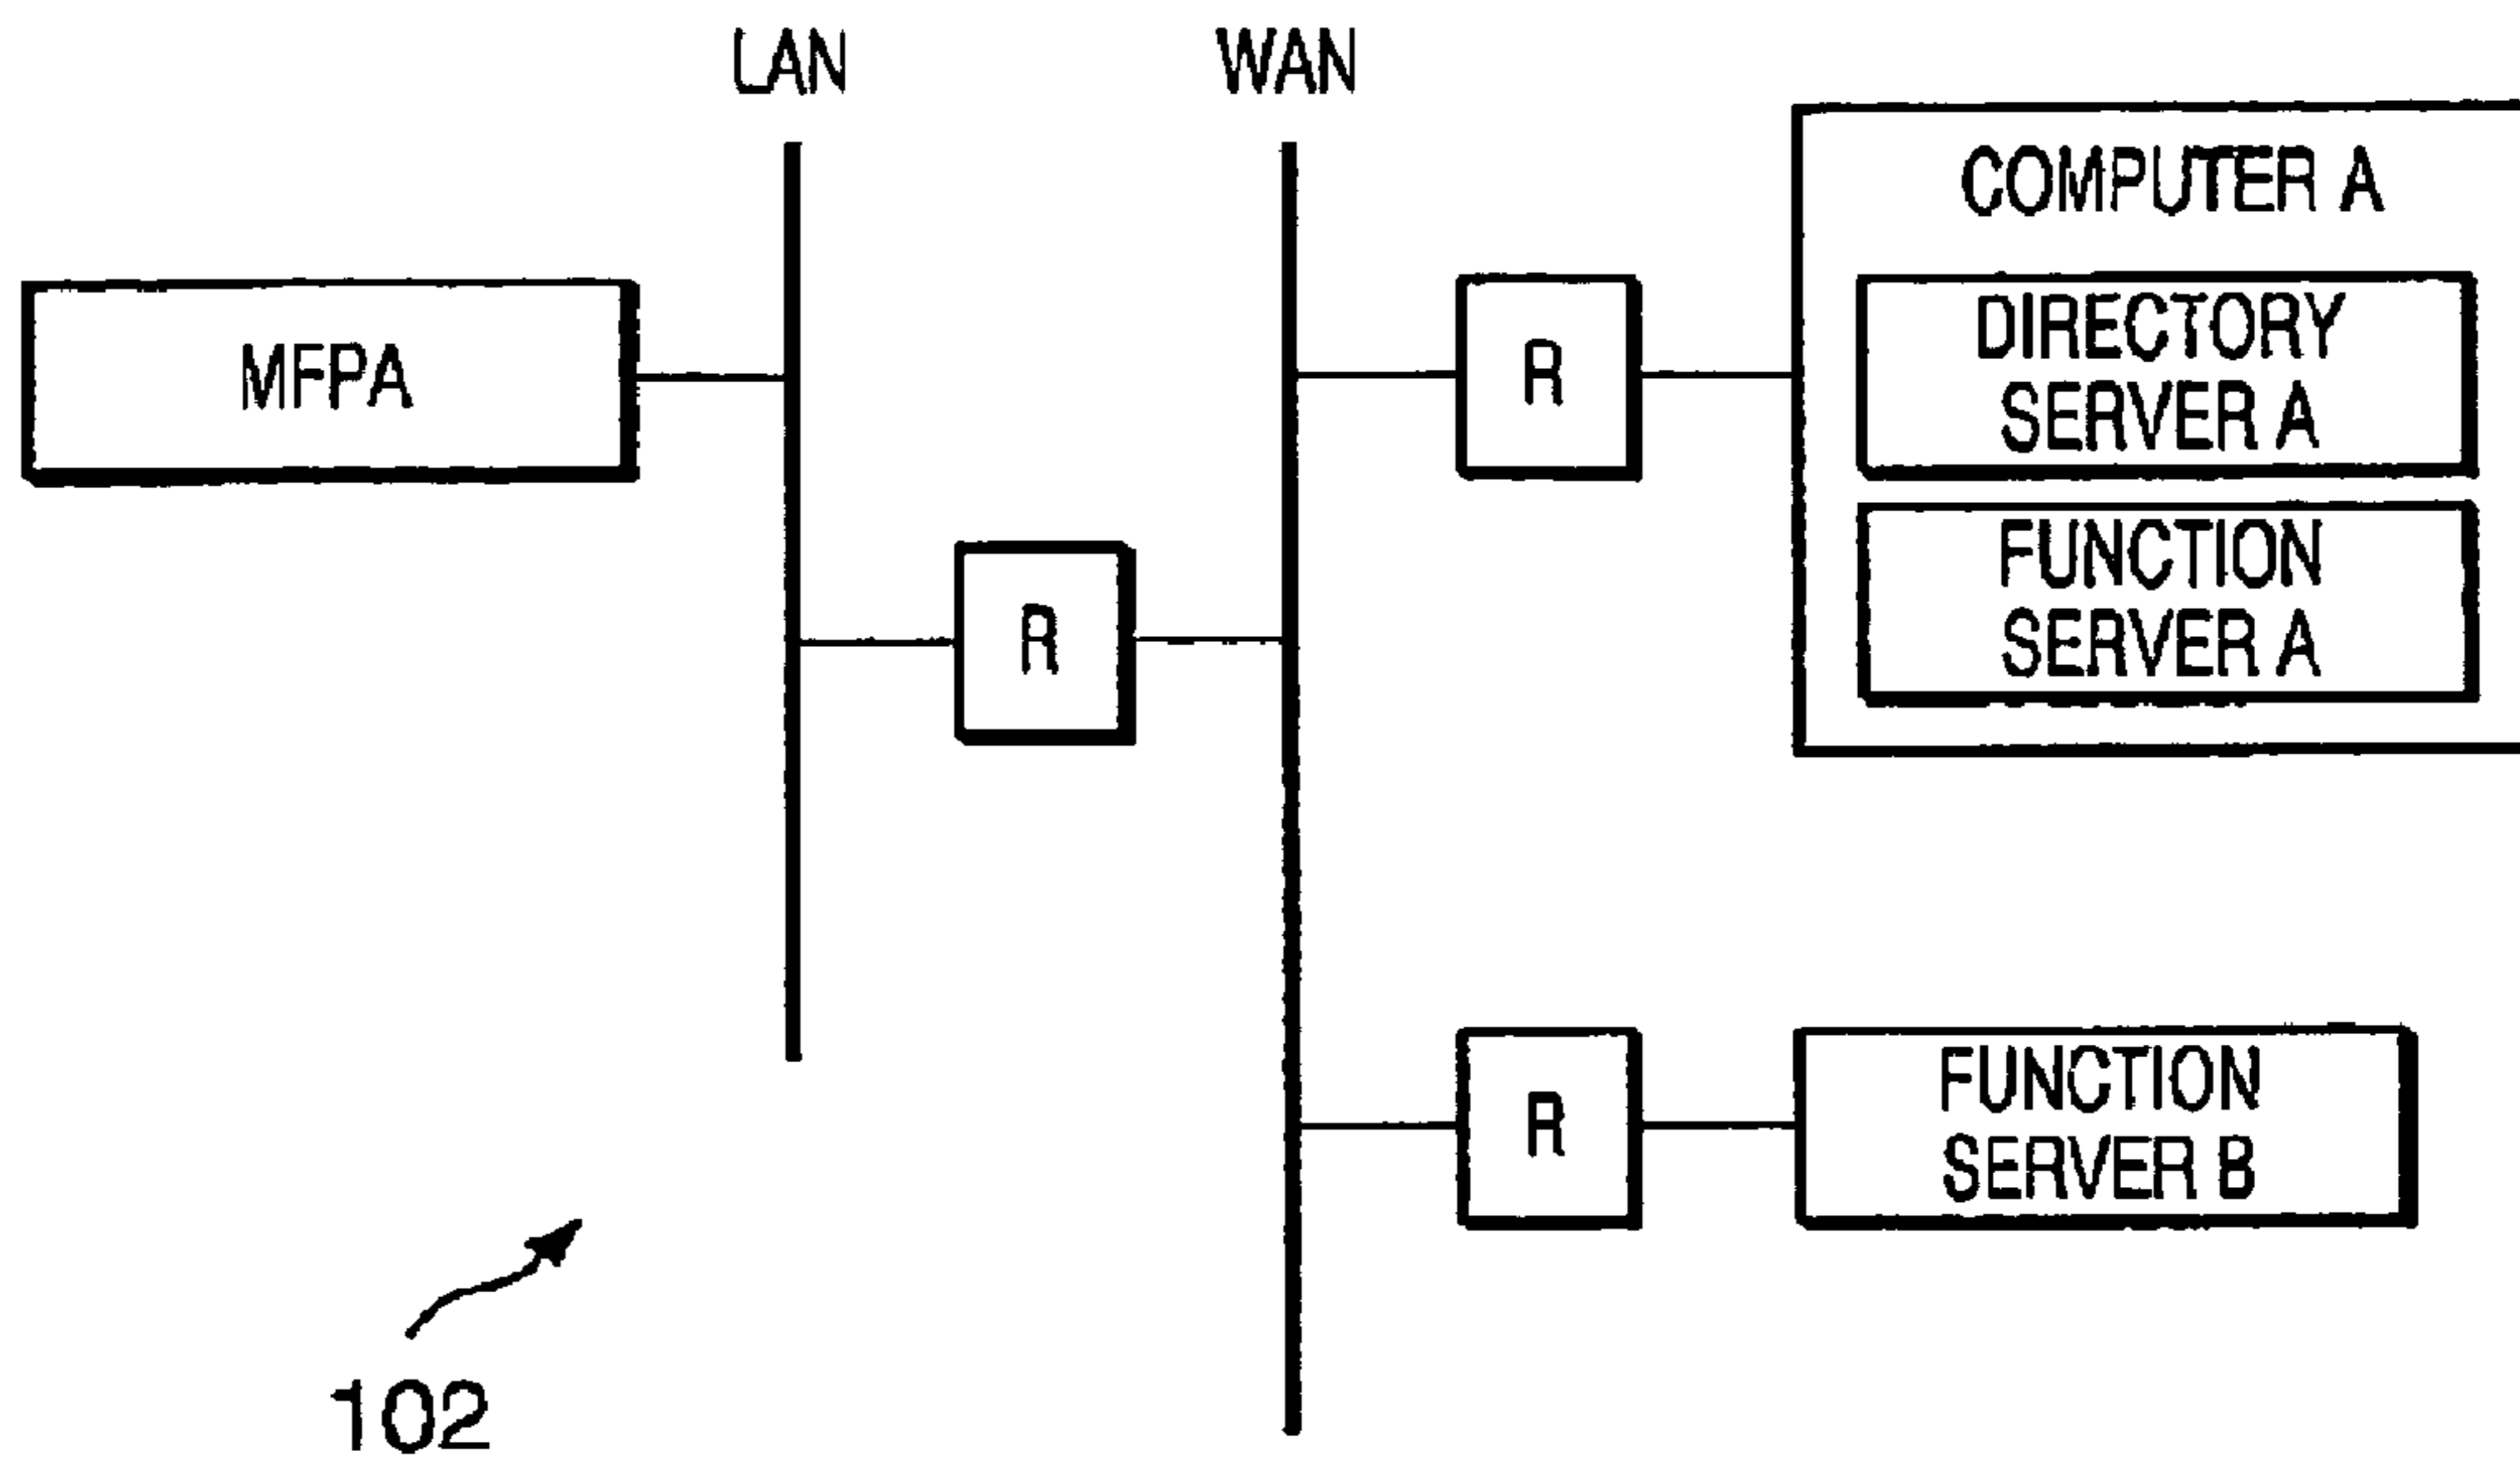 LAN
WAN
COMPUTER A
MFPA
R
DIRECTORY
SERVER A
FUNCTION
SERVER A
R
R
FUNCTION
SERVER B
102